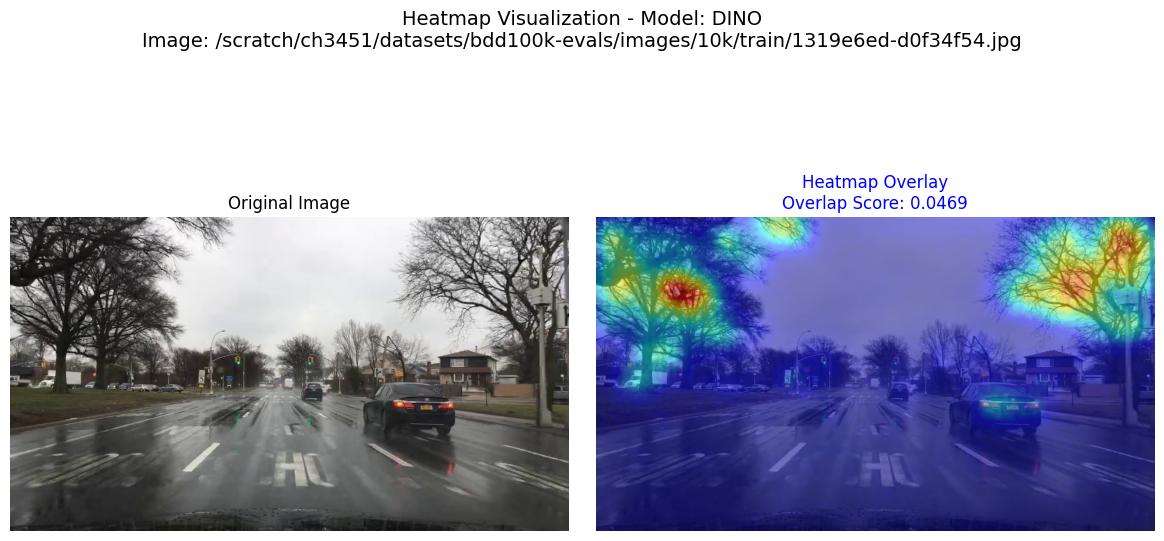 Heatmap Visualization - Model: DINO
Image: /scratch/ch3451/datasets/bdd100k-evals/images/10k/train/1319e6ed-d0f34f54.jpg
Original Image
Heatmap Overlay
Overlap Score: 0.0469